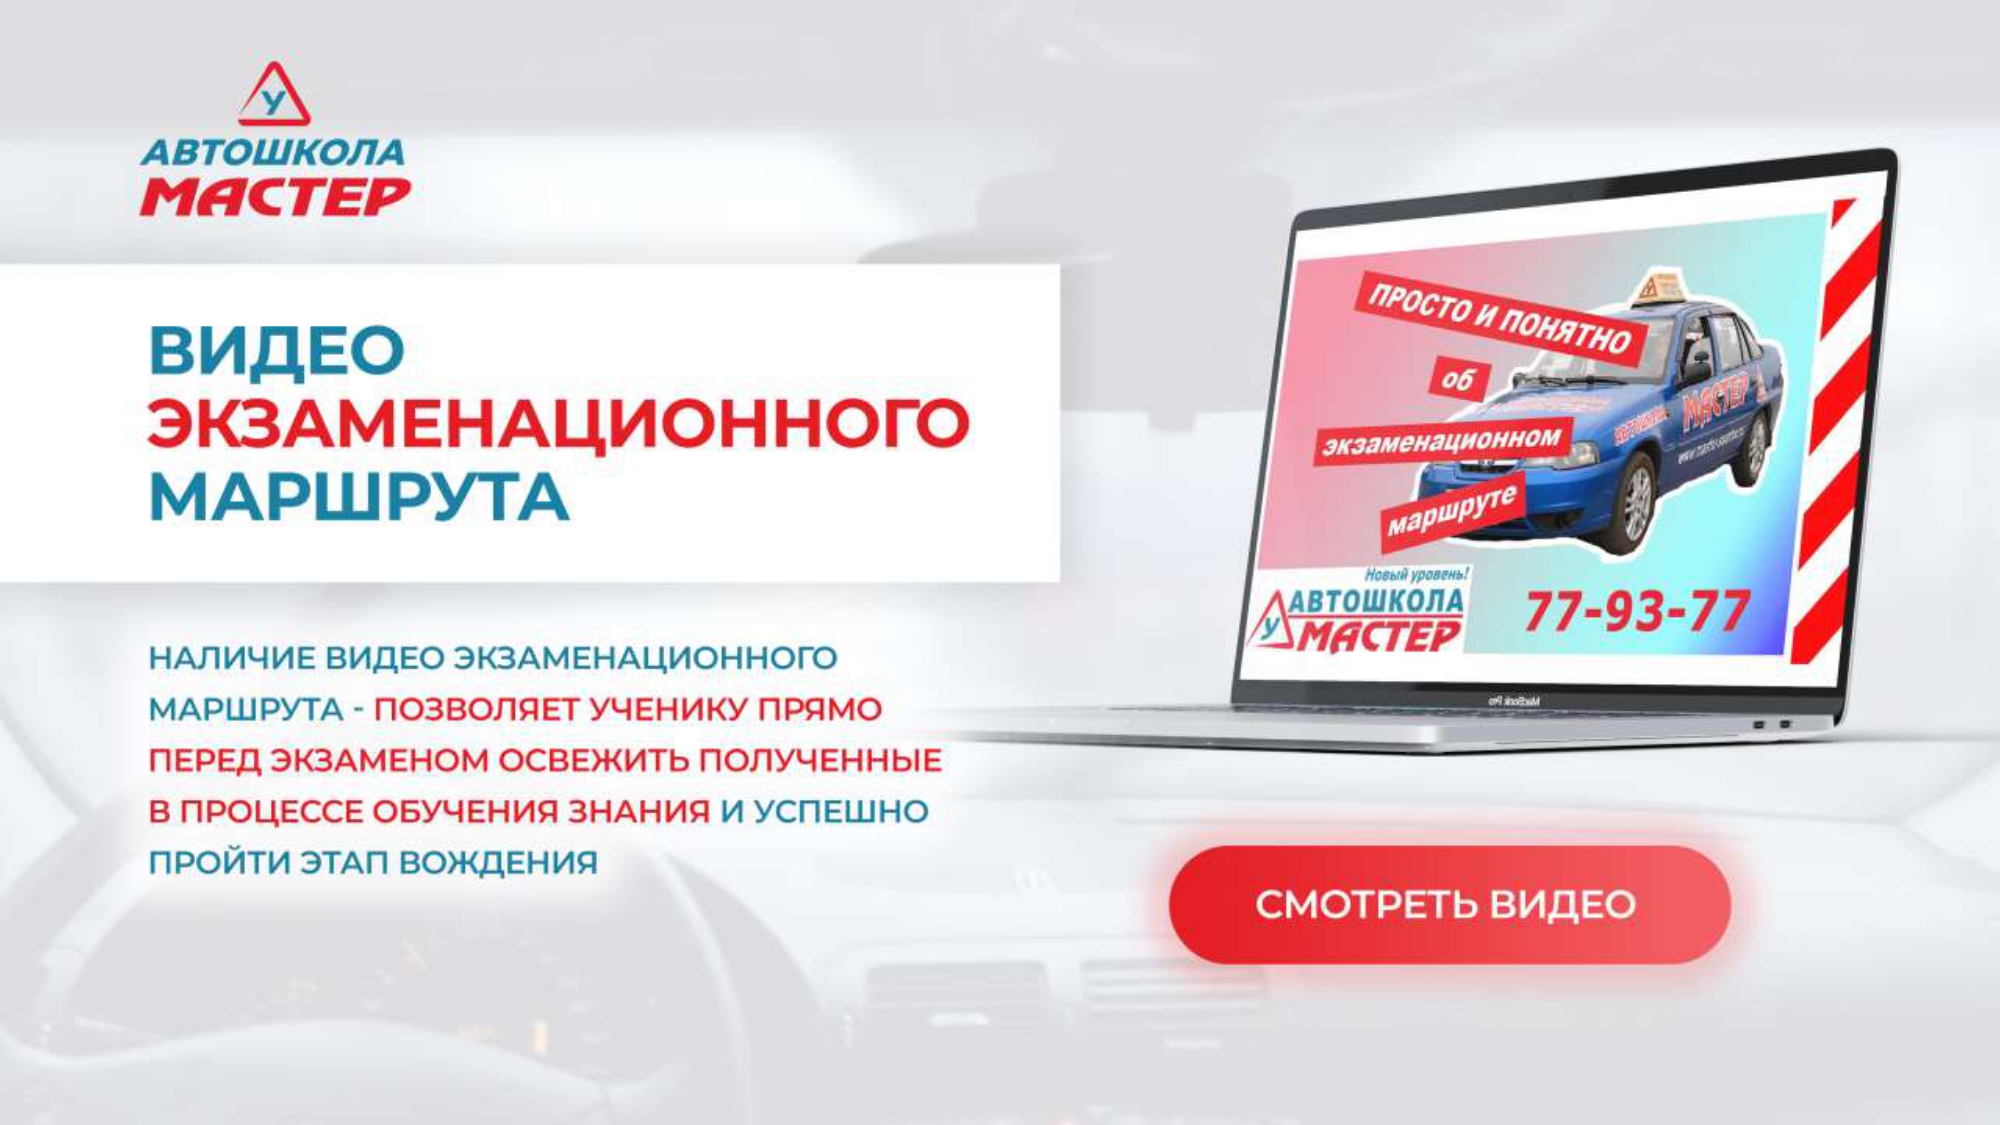 У
АВТОШКОЛА
МАСТЕР
ВИДЕО
ЭКЗАМЕНАЦИОННОГО
МАРШРУТА
НАЛИЧИЕ ВИДЕО ЭКЗАМЕНАЦИОННОГО
МАРШРУТА - ПОЗВОЛЯЕТ УЧЕНИКУ ПРЯМО
ПЕРЕД ЭКЗАМЕНОМ ОСВЕЖИТЬ ПОЛУЧЕННЫЕ
В ПРОЦЕССЕ ОБУЧЕНИЯ ЗНАНИЯ И УСПЕШНО
ПРОЙТИ ЭТАП ВОЖДЕНИЯ
ПРОСТО И ПОНЯТНО
об
экзаменационном
маршруте
МАСТЕР
Новый уровень!
У
АВТОШКОЛА
МАСТЕР
77-93-77
MacBook Pro
СМОТРЕТЬ ВИДЕО